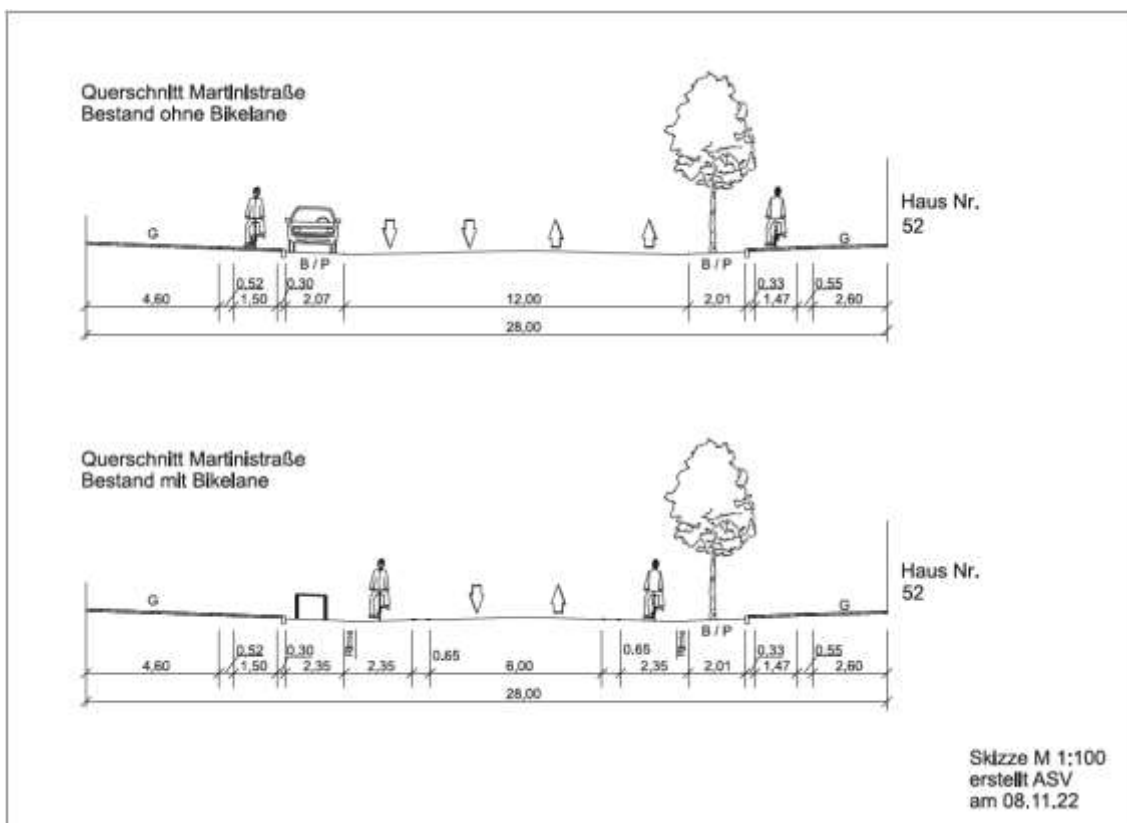 Querschnitt Martinistraße
Bestand ohne Bikelane
Haus Nr.
52
G
G
B / P
B / P
0,52
0,30
0,33
0,55
4,60
1,50
2,07
12,00
2,01
1,47
2,60
28,00
Querschnitt Martinistraße
Bestand mit Bikelane
Haus Nr.
52
G
G
B / P
0,52
0,30
0,65
0,65
0,33
0,55
4,60
1,50
2,35
2,35
6,00
2,35
2,01
1,47
2,60
28,00
Skizze M 1:100
erstellt ASV
am 08.11.22